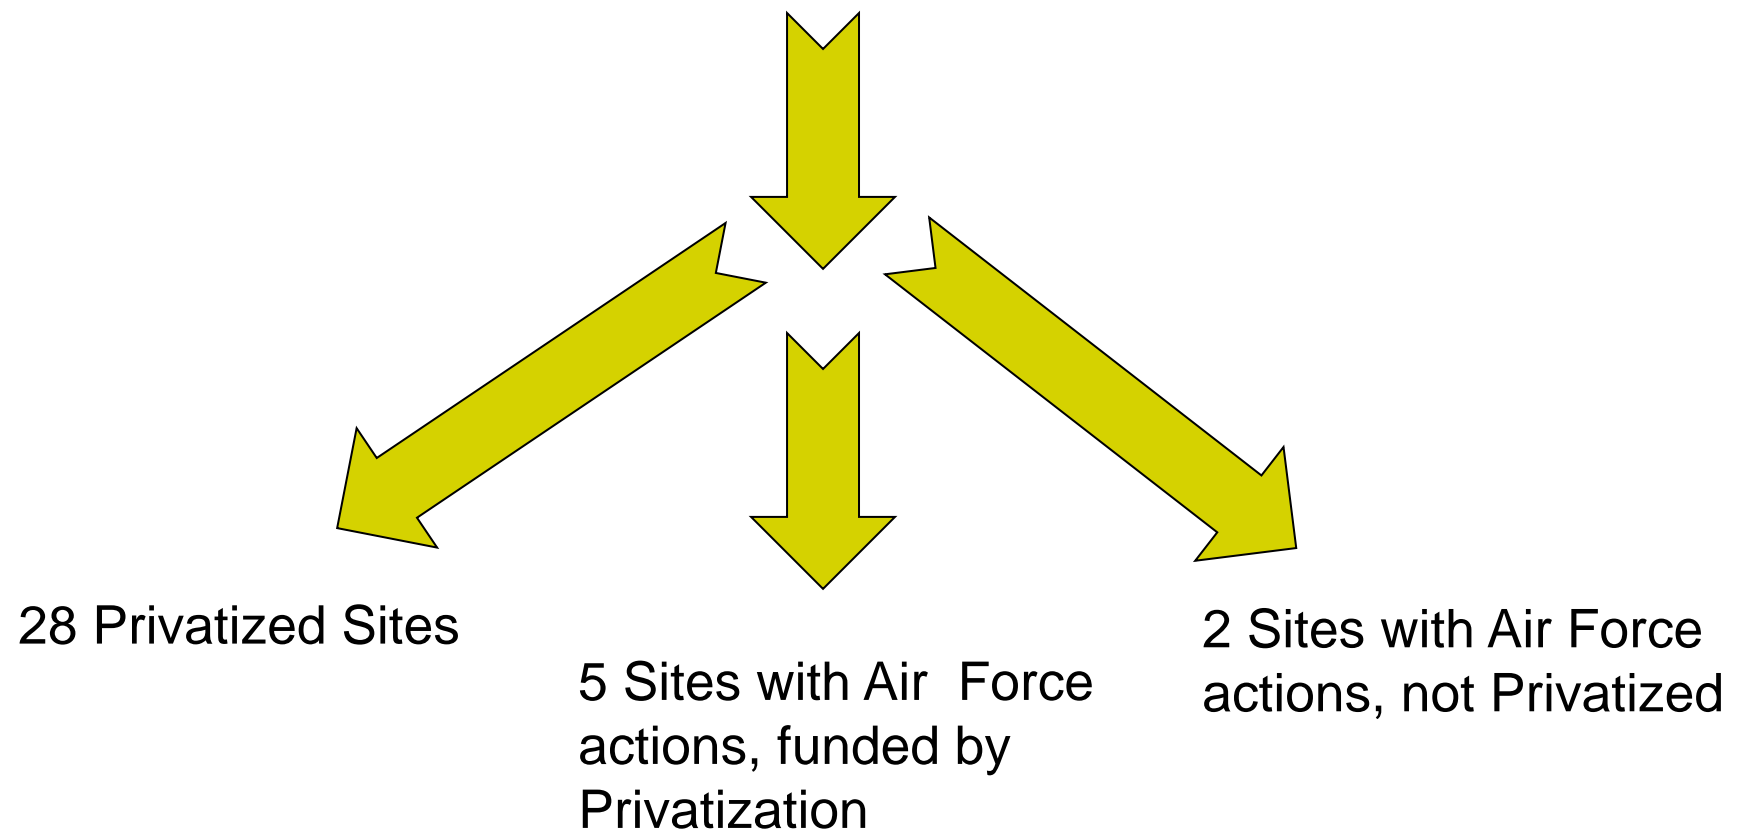 28 Privatized Sites
5 Sites with Air  Force
actions, funded by
Privatization
2 Sites with Air Force
actions, not Privatized